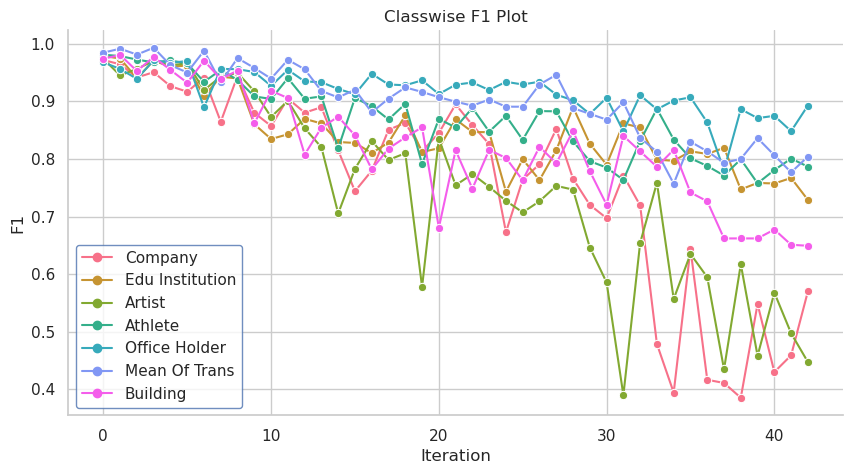 Classwise F1 Plot
1.0
0.9
0.8
0.7
0.6
0.5
0.4
F1
Company
Edu Institution
Artist
Athlete
Office Holder
Mean Of Trans
Building
0 10 20 30 40
Iteration